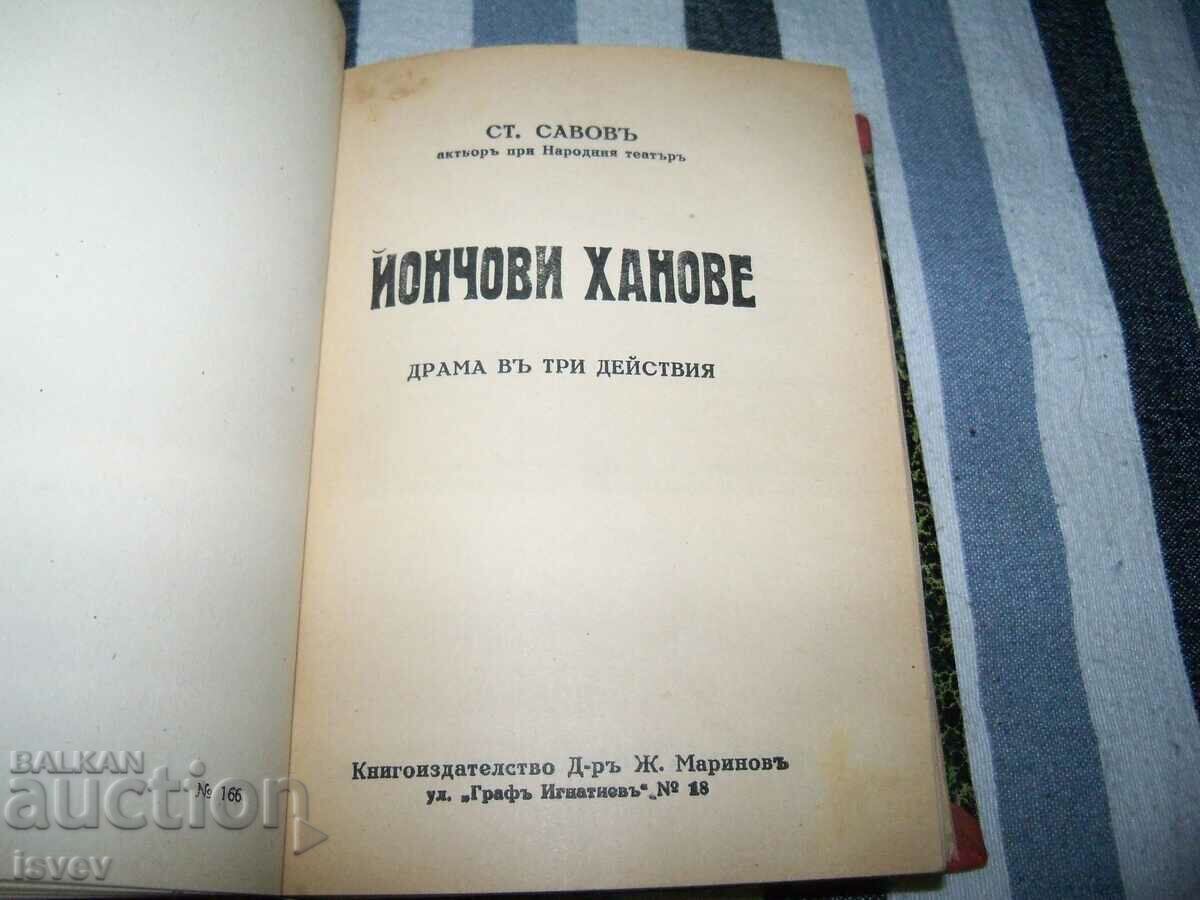 СТ. САВОВЪ
актьоръ при Народния театъръ
ЙОНЧОВИ ХАНОВЕ
ДРАМА ВЪ ТРИ ДЕЙСТВИЯ
Книгоиздателство Д-ръ Ж. Мариновъ
ул. „Графъ Игнатиевъ“ № 18
№ 166
BALKAN
auction
isvev